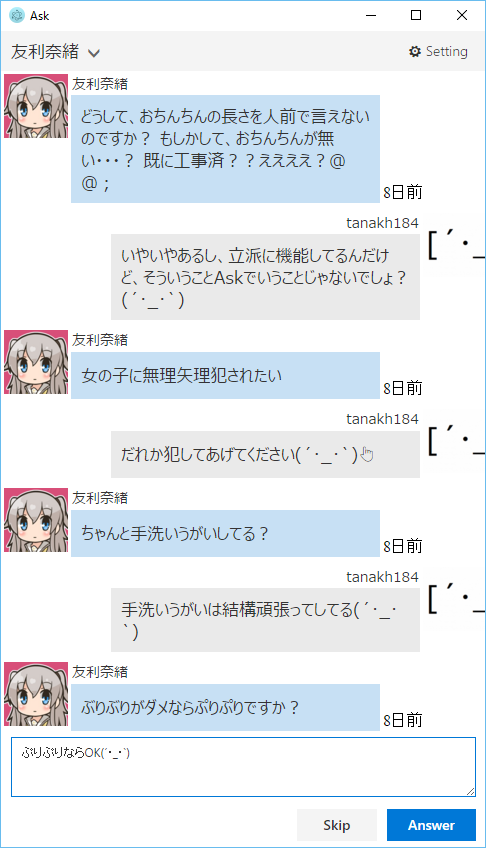 Ask
友利奈緒
Setting
友利奈緒
どうして、おちんちんの長さを人前で言えない
のですか？ もしかして、おちんちんが無
い・・・？ 既に工事済？？ええええ？＠
＠；
8日前
tanakh184
[´・_
いやいやあるし、立派に機能してるんだけ
ど、そういうことAskでいうことじゃないでしょ？
(´･_･`)
友利奈緒
女の子に無理矢理犯されたい
8日前
tanakh184
[´・_
だれか犯してあげてください(´･_･`)👆
友利奈緒
ちゃんと手洗いうがいしてる？
8日前
tanakh184
[´・_
手洗いうがいは結構頑張ってしてる(´･_･
`)
友利奈緒
ぶりぶりがダメならぷりぷりですか？
8日前
ぷりぷりならOK(´･_･`)
Skip
Answer